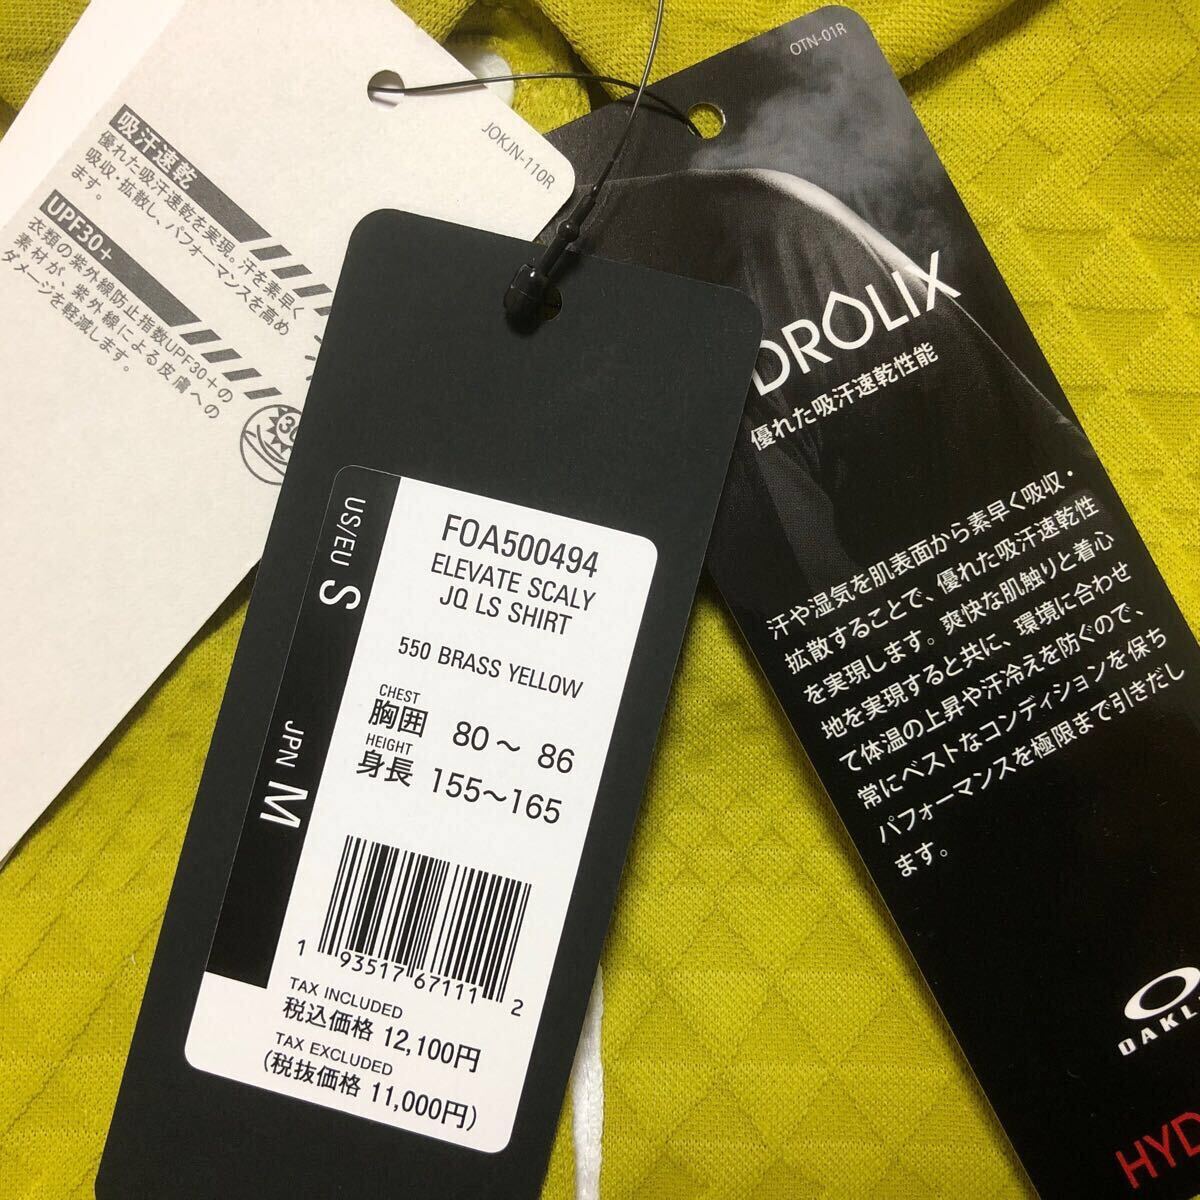 JOKJN-110R
吸汗速乾
優れた吸汗速乾を実現。汗を素早く
吸収・拡散し、パフォーマンスを高め
ます。
UPF30+
衣類の紫外線防止指数UPF30+の
素材が、紫外線による皮膚への
ダメージを軽減します。
US/EU S
JPN M
FOA500494
ELEVATE SCALY
JQ LS SHIRT
550 BRASS YELLOW
CHEST
胸囲 80～ 86
HEIGHT
身長 155～165
1 93517 67111 2
TAX INCLUDED
税込価格 12,100円
TAX EXCLUDED
(税抜価格 11,000円)
OTN-01R
DROLIX
優れた吸汗速乾性能
汗や湿気を肌表面から素早く吸収・
拡散することで、優れた吸汗速乾性
を実現します。爽快な肌触りと着心
地を実現すると共に、環境に合わせ
て体温の上昇や汗冷えを防ぐので、
常にベストなコンディションを保ち
パフォーマンスを極限まで引きだし
ます。
OAKL
HYD